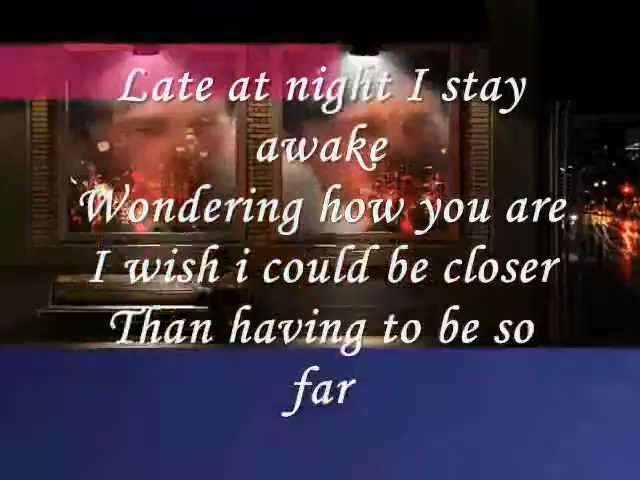 Late at night I stay
awake
Wondering how you are.
I wish i could be closer
Than having to be so
far